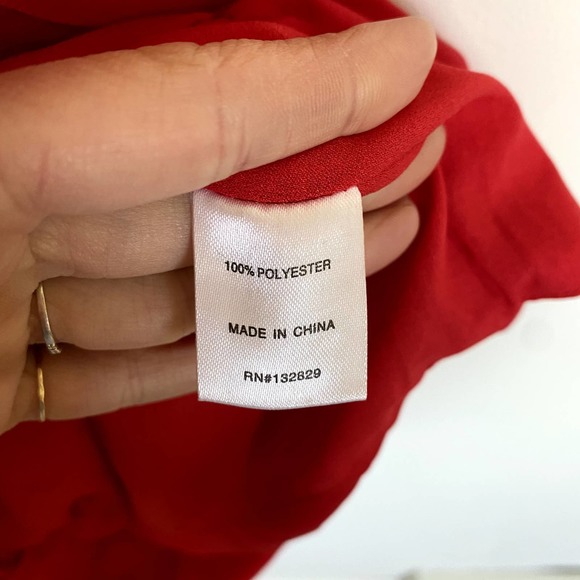 100% POLYESTER
MADE IN CHINA
RN#132829